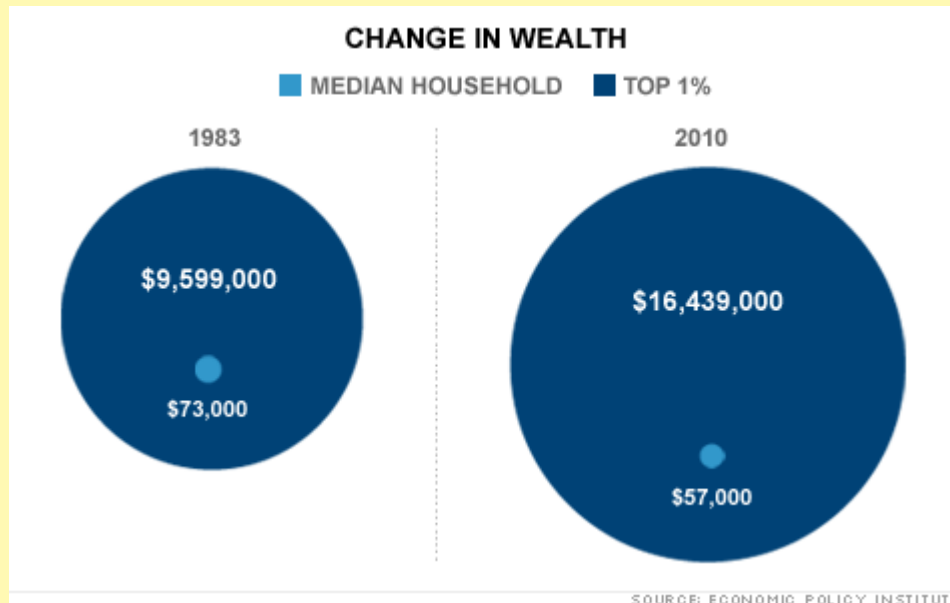 CHANGE IN WEALTH
MEDIAN HOUSEHOLD TOP 1%
1983
2010
$9,599,000
$16,439,000
$73,000
$57,000
SOURCE: ECONOMIC POLICY INSTITUT